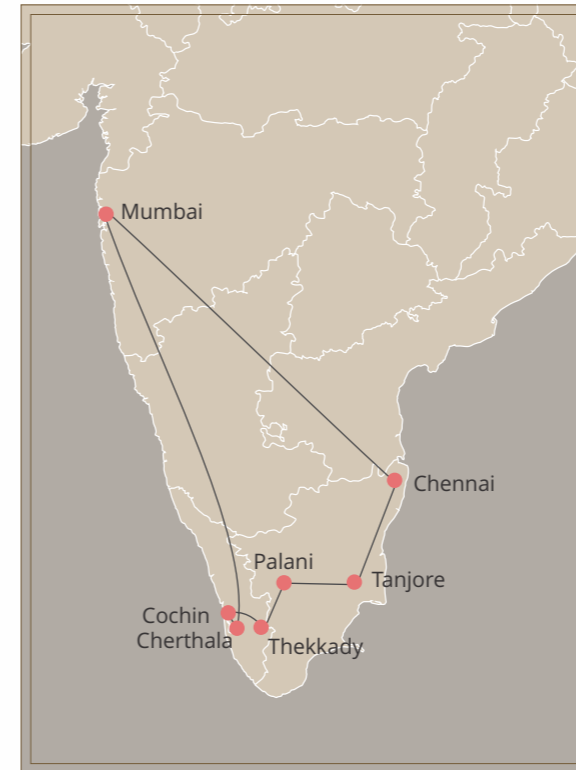 Mumbai
Chennai
Palani
Tanjore
Cochin
Cherthala
Thekkady